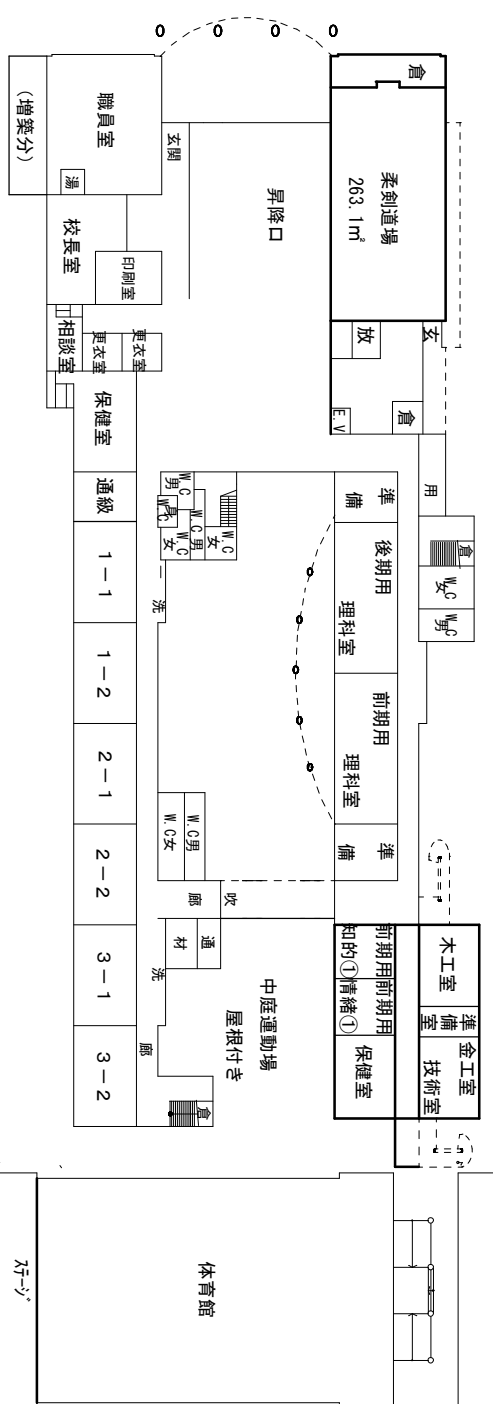 倉
柔剣道場
263.1㎡
(増築分)
職員室
湯
玄関
昇降口
校長室
印刷室
放
玄
倉
E.V
相談室
更衣室
更衣室
保健室
通級
1-1
1-2
2-1
2-2
3-1
3-2
W.C
男
W.C
W.C男
W.C
女
W.C
女
洗
準
備
後期用
理科室
前期用
理科室
準
備
用
倉
W.C
女
W.C
男
W.C男
W.C女
吹
廊
通
材
洗
廊
倉
中庭運動場
屋根付き
前期用
知的①
前期用
情緒①
保健室
木工室
準備室
金工室
技術室
体育館
ステージ